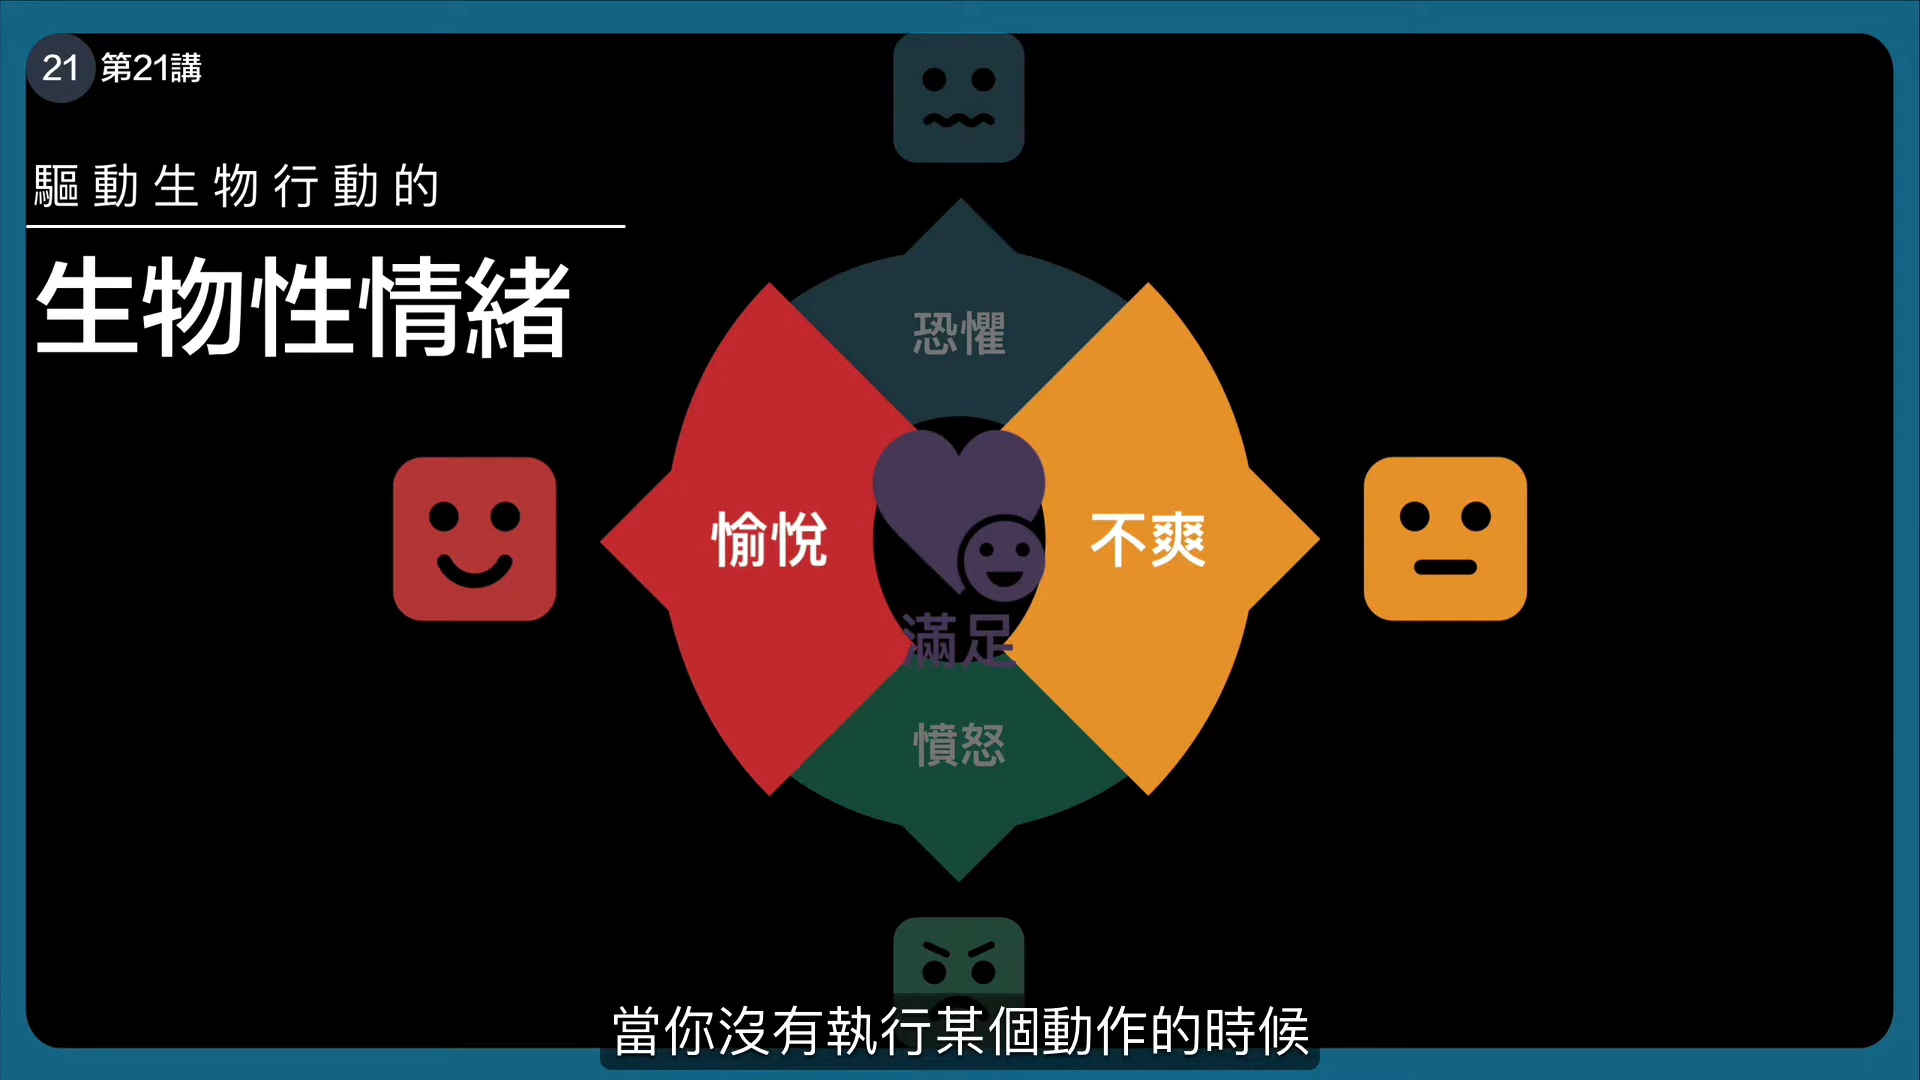 21 第21講
驅動生物行動的
生物性情緒
恐懼
愉悅
不爽
滿足
憤怒
當你沒有執行某個動作的時候